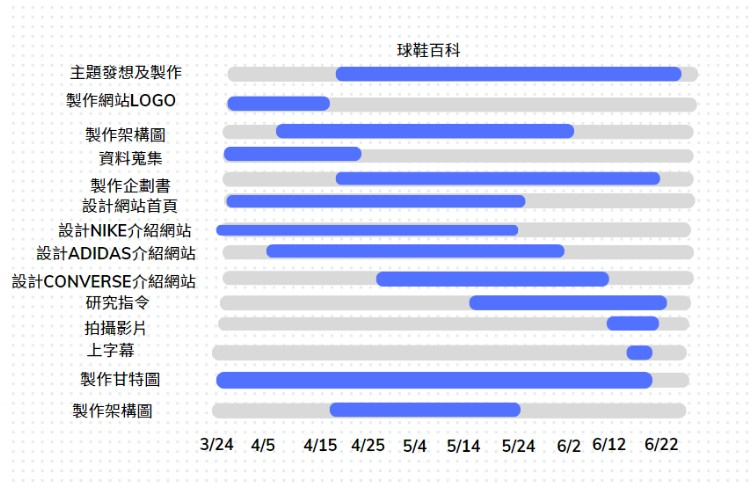 球鞋百科
主題發想及製作
製作網站LOGO
製作架構圖
資料蒐集
製作企劃書
設計網站首頁
設計NIKE介紹網站
設計ADIDAS介紹網站
設計CONVERSE介紹網站
研究指令
拍攝影片
上字幕
製作甘特圖
製作架構圖
3/24 4/5 4/15 4/25 5/4 5/14 5/24 6/2 6/12 6/22